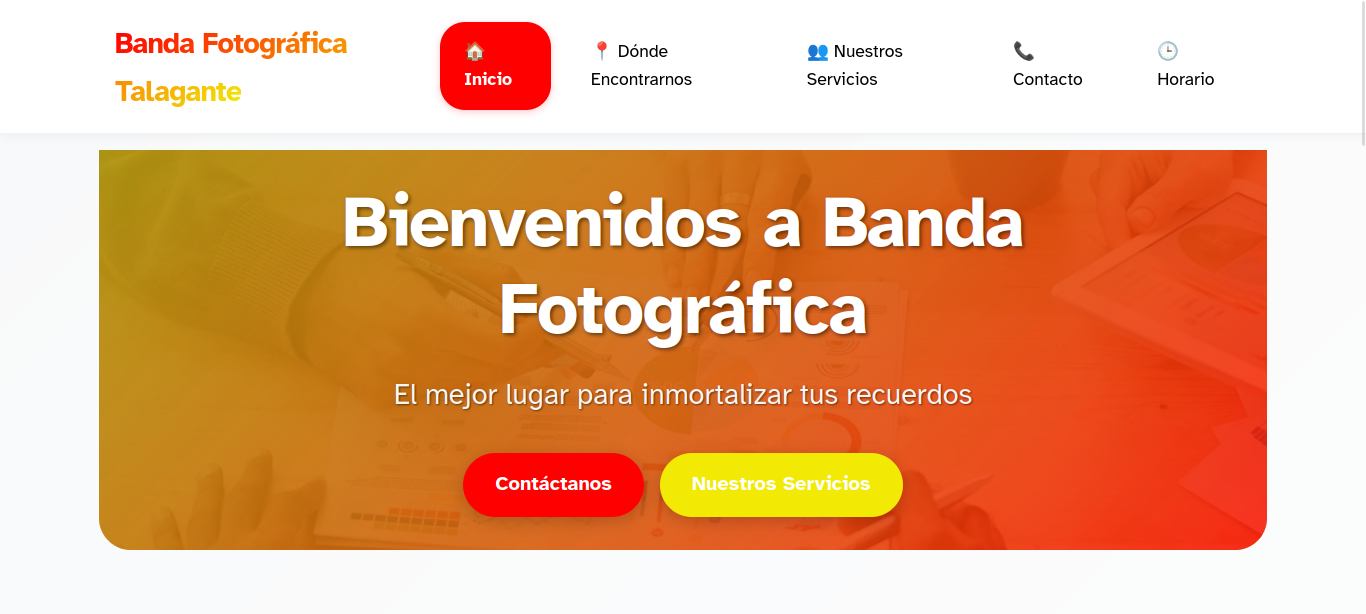 Banda Fotográfica
Talagante
🏠
Inicio
📍 Dónde
Encontrarnos
👥 Nuestros
Servicios
📞
Contacto
🕒
Horario
Bienvenidos a Banda
Fotográfica
El mejor lugar para inmortalizar tus recuerdos
Contáctanos
Nuestros Servicios